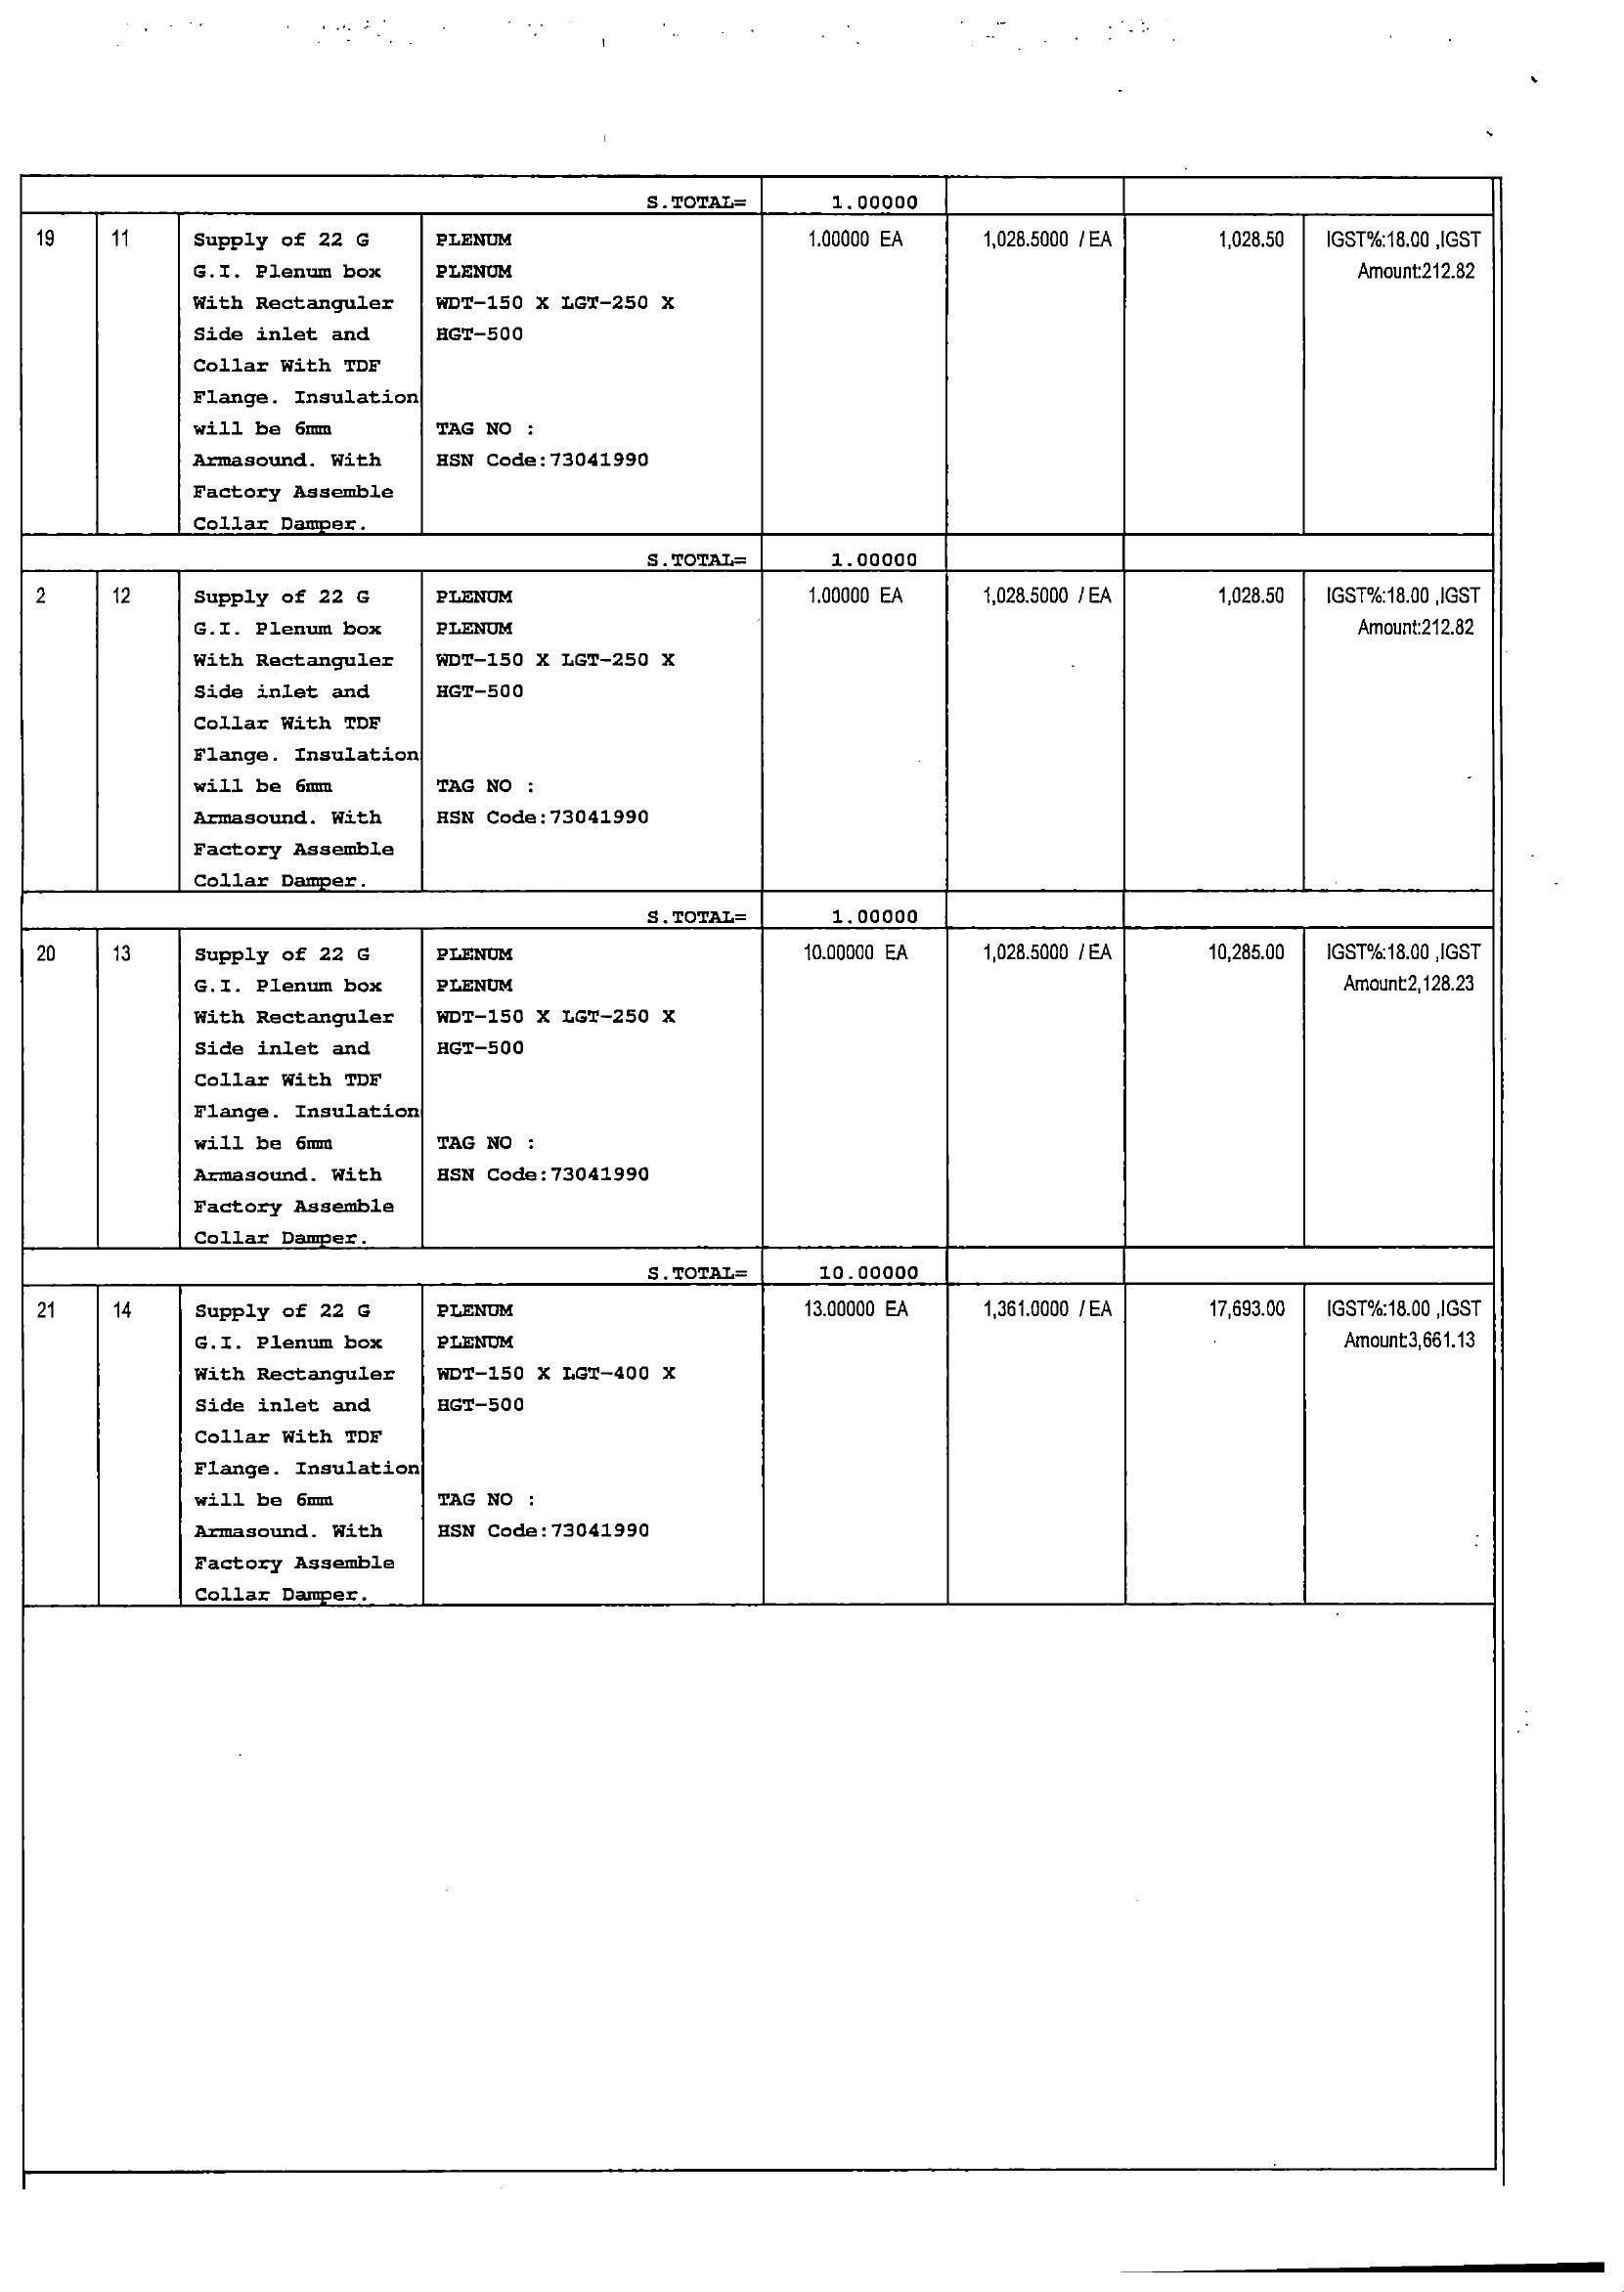 S.TOTAL= 1.00000
19 11 Supply of 22 G PLENUM 1.00000 EA 1,028.5000 / EA 1,028.50 IGST%:18.00 ,IGST
G.I. Plenum box PLENUM Amount:212.82
With Rectanguler WDT-150 X LGT-250 X
Side inlet and HGT-500
Collar With TDF
Flange. Insulation
will be 6mm TAG NO :
Armasound. With HSN Code:73041990
Factory Assemble
Collar Damper.
S.TOTAL= 1.00000
2 12 Supply of 22 G PLENUM 1.00000 EA 1,028.5000 / EA 1,028.50 IGST%:18.00 ,IGST
G.I. Plenum box PLENUM Amount:212.82
With Rectanguler WDT-150 X LGT-250 X
Side inlet and HGT-500
Collar With TDF
Flange. Insulation
will be 6mm TAG NO :
Armasound. With HSN Code:73041990
Factory Assemble
Collar Damper.
S.TOTAL= 1.00000
20 13 Supply of 22 G PLENUM 10.00000 EA 1,028.5000 / EA 10,285.00 IGST%:18.00 ,IGST
G.I. Plenum box PLENUM Amount:2,128.23
With Rectanguler WDT-150 X LGT-250 X
Side inlet and HGT-500
Collar With TDF
Flange. Insulation
will be 6mm TAG NO :
Armasound. With HSN Code:73041990
Factory Assemble
Collar Damper.
S.TOTAL= 10.00000
21 14 Supply of 22 G PLENUM 13.00000 EA 1,361.0000 / EA 17,693.00 IGST%:18.00 ,IGST
G.I. Plenum box PLENUM Amount:3,661.13
With Rectanguler WDT-150 X LGT-400 X
Side inlet and HGT-500
Collar With TDF
Flange. Insulation
will be 6mm TAG NO :
Armasound. With HSN Code:73041990
Factory Assemble
Collar Damper.